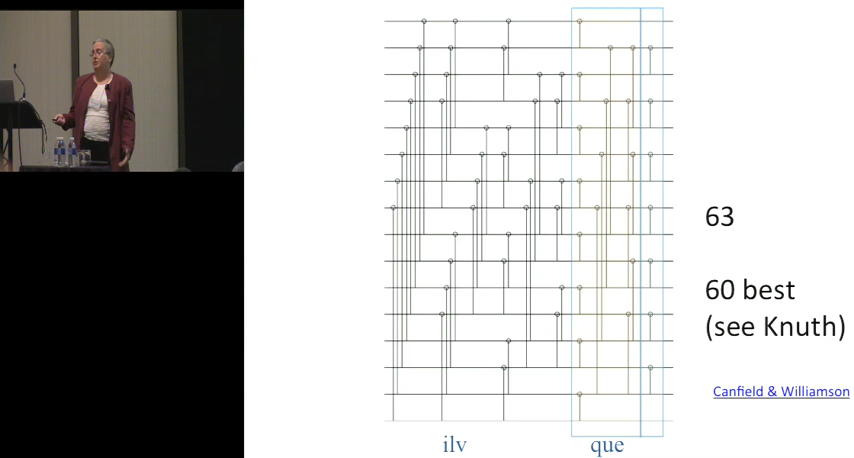 63
60 best
(see Knuth)
Canfield & Williamson
ilv
que